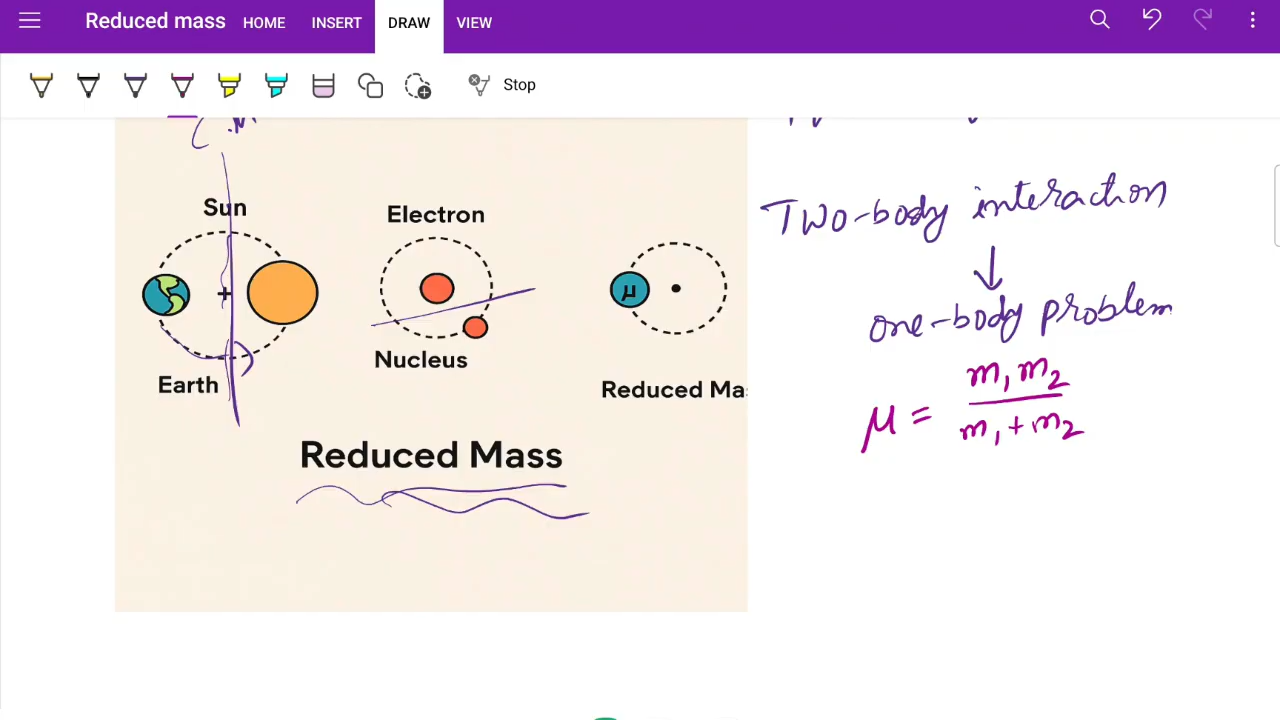 Reduced mass HOME INSERT DRAW VIEW
Stop
C.M
Sun
Electron
μ
Nucleus
Earth
Reduced Ma
Reduced Mass
Two-body interaction
↓
one-body problem
μ = m₁m₂ / m₁+m₂